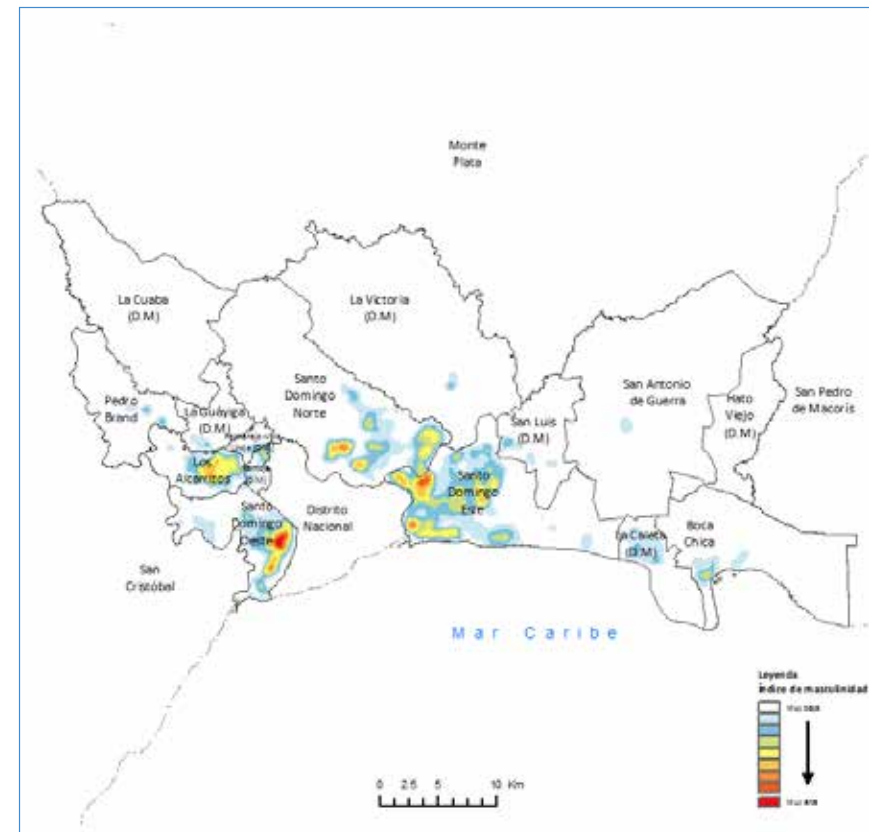 Monte
Plata
La Cuaba
(D.M)
La Victoria
(D.M)
Santo
Domingo
Norte
San Antonio
de Guerra
Hato
Viejo
(D.M)
San Pedro
de Macorís
Pedro
Brand
La Guáyiga
(D.M)
San Luis
(D.M)
Los
Alcarrizos
Santo
Domingo
Este
Santo
Domingo
Oeste
Distrito
Nacional
La Caleta
(D.M)
Boca
Chica
San
Cristóbal
Mar Caribe
Leyenda
Índice de masculinidad
0 2.5 5 10 Km